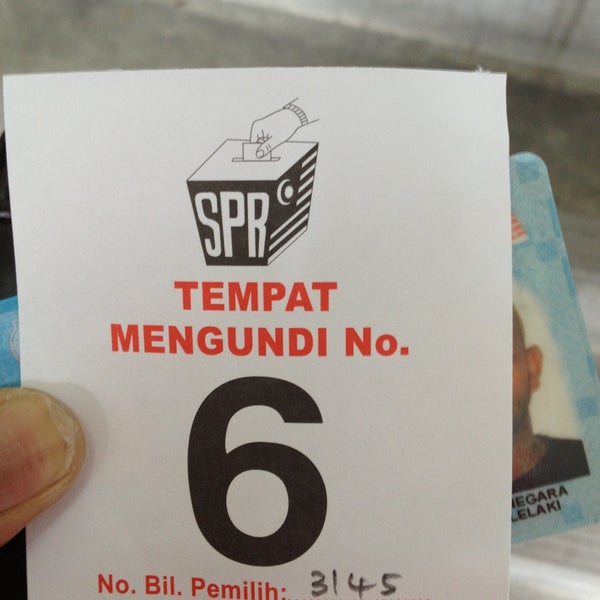 SPR
TEMPAT
MENGUNDI No.
6
No. Bil. Pemilih: 3145
NEGARA
LELAKI